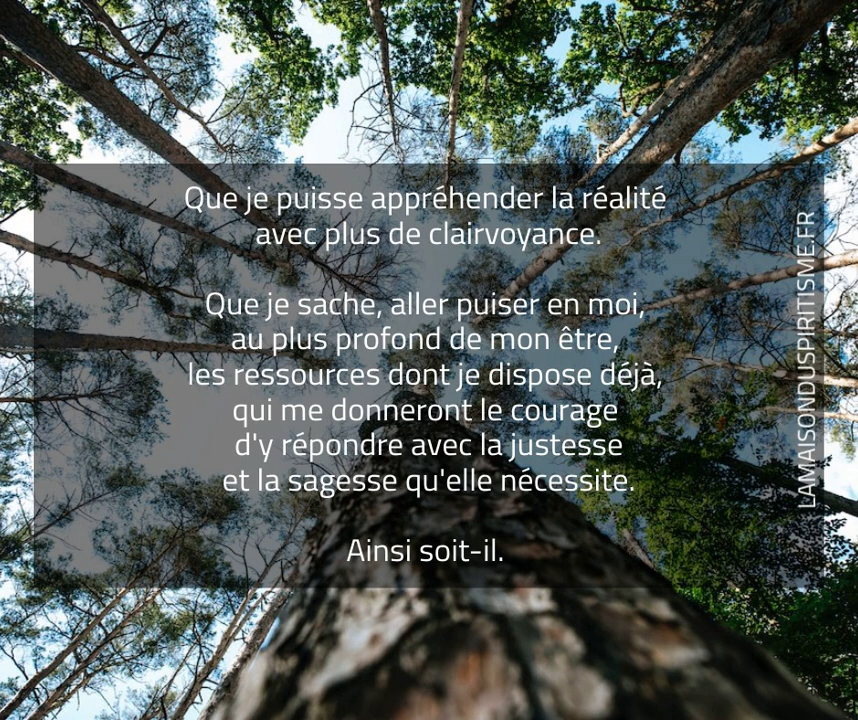 Que je puisse appréhender la réalité
avec plus de clairvoyance.
Que je sache, aller puiser en moi,
au plus profond de mon être,
les ressources dont je dispose déjà,
qui me donneront le courage
d'y répondre avec la justesse
et la sagesse qu'elle nécessite.
Ainsi soit-il.
LAMAISONDUSPIRITISME.FR